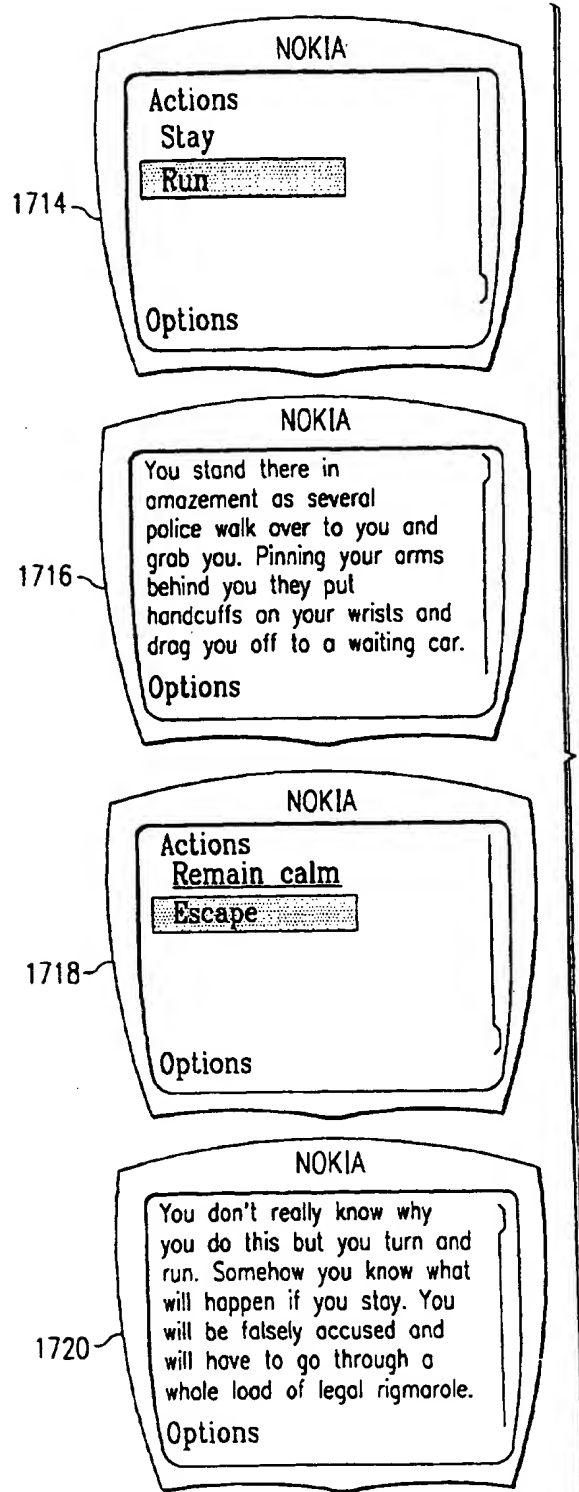 NOKIA
Actions
Stay
Run
1714
Options
NOKIA
You stand there in
amazement as several
police walk over to you and
grab you. Pinning your arms
1716
behind you they put
handcuffs on your wrists and
drag you off to a waiting car.
Options
NOKIA
Actions
Remain calm
Escape
1718
Options
NOKIA
You don't really know why
you do this but you turn and
run. Somehow you know what
will happen if you stay. You
will be falsely accused and
1720
will have to go through a
whole load of legal rigmarole.
Options